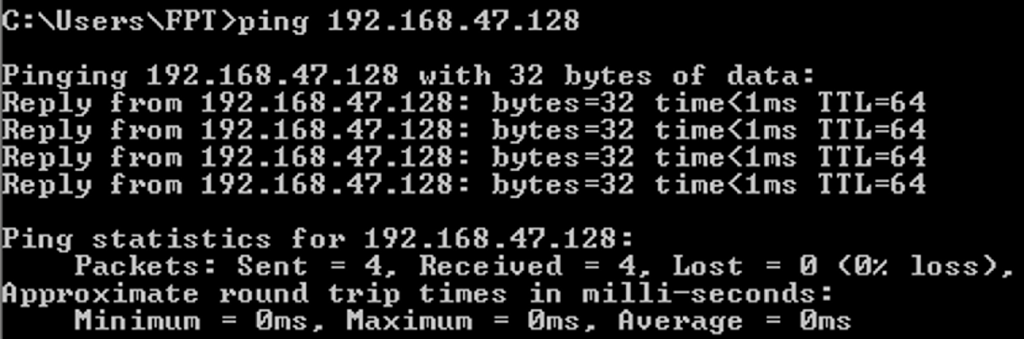 C:\Users\FPT>ping 192.168.47.128
Pinging 192.168.47.128 with 32 bytes of data:
Reply from 192.168.47.128: bytes=32 time<1ms TTL=64
Reply from 192.168.47.128: bytes=32 time<1ms TTL=64
Reply from 192.168.47.128: bytes=32 time<1ms TTL=64
Reply from 192.168.47.128: bytes=32 time<1ms TTL=64
Ping statistics for 192.168.47.128:
Packets: Sent = 4, Received = 4, Lost = 0 (0% loss),
Approximate round trip times in milli-seconds:
Minimum = 0ms, Maximum = 0ms, Average = 0ms